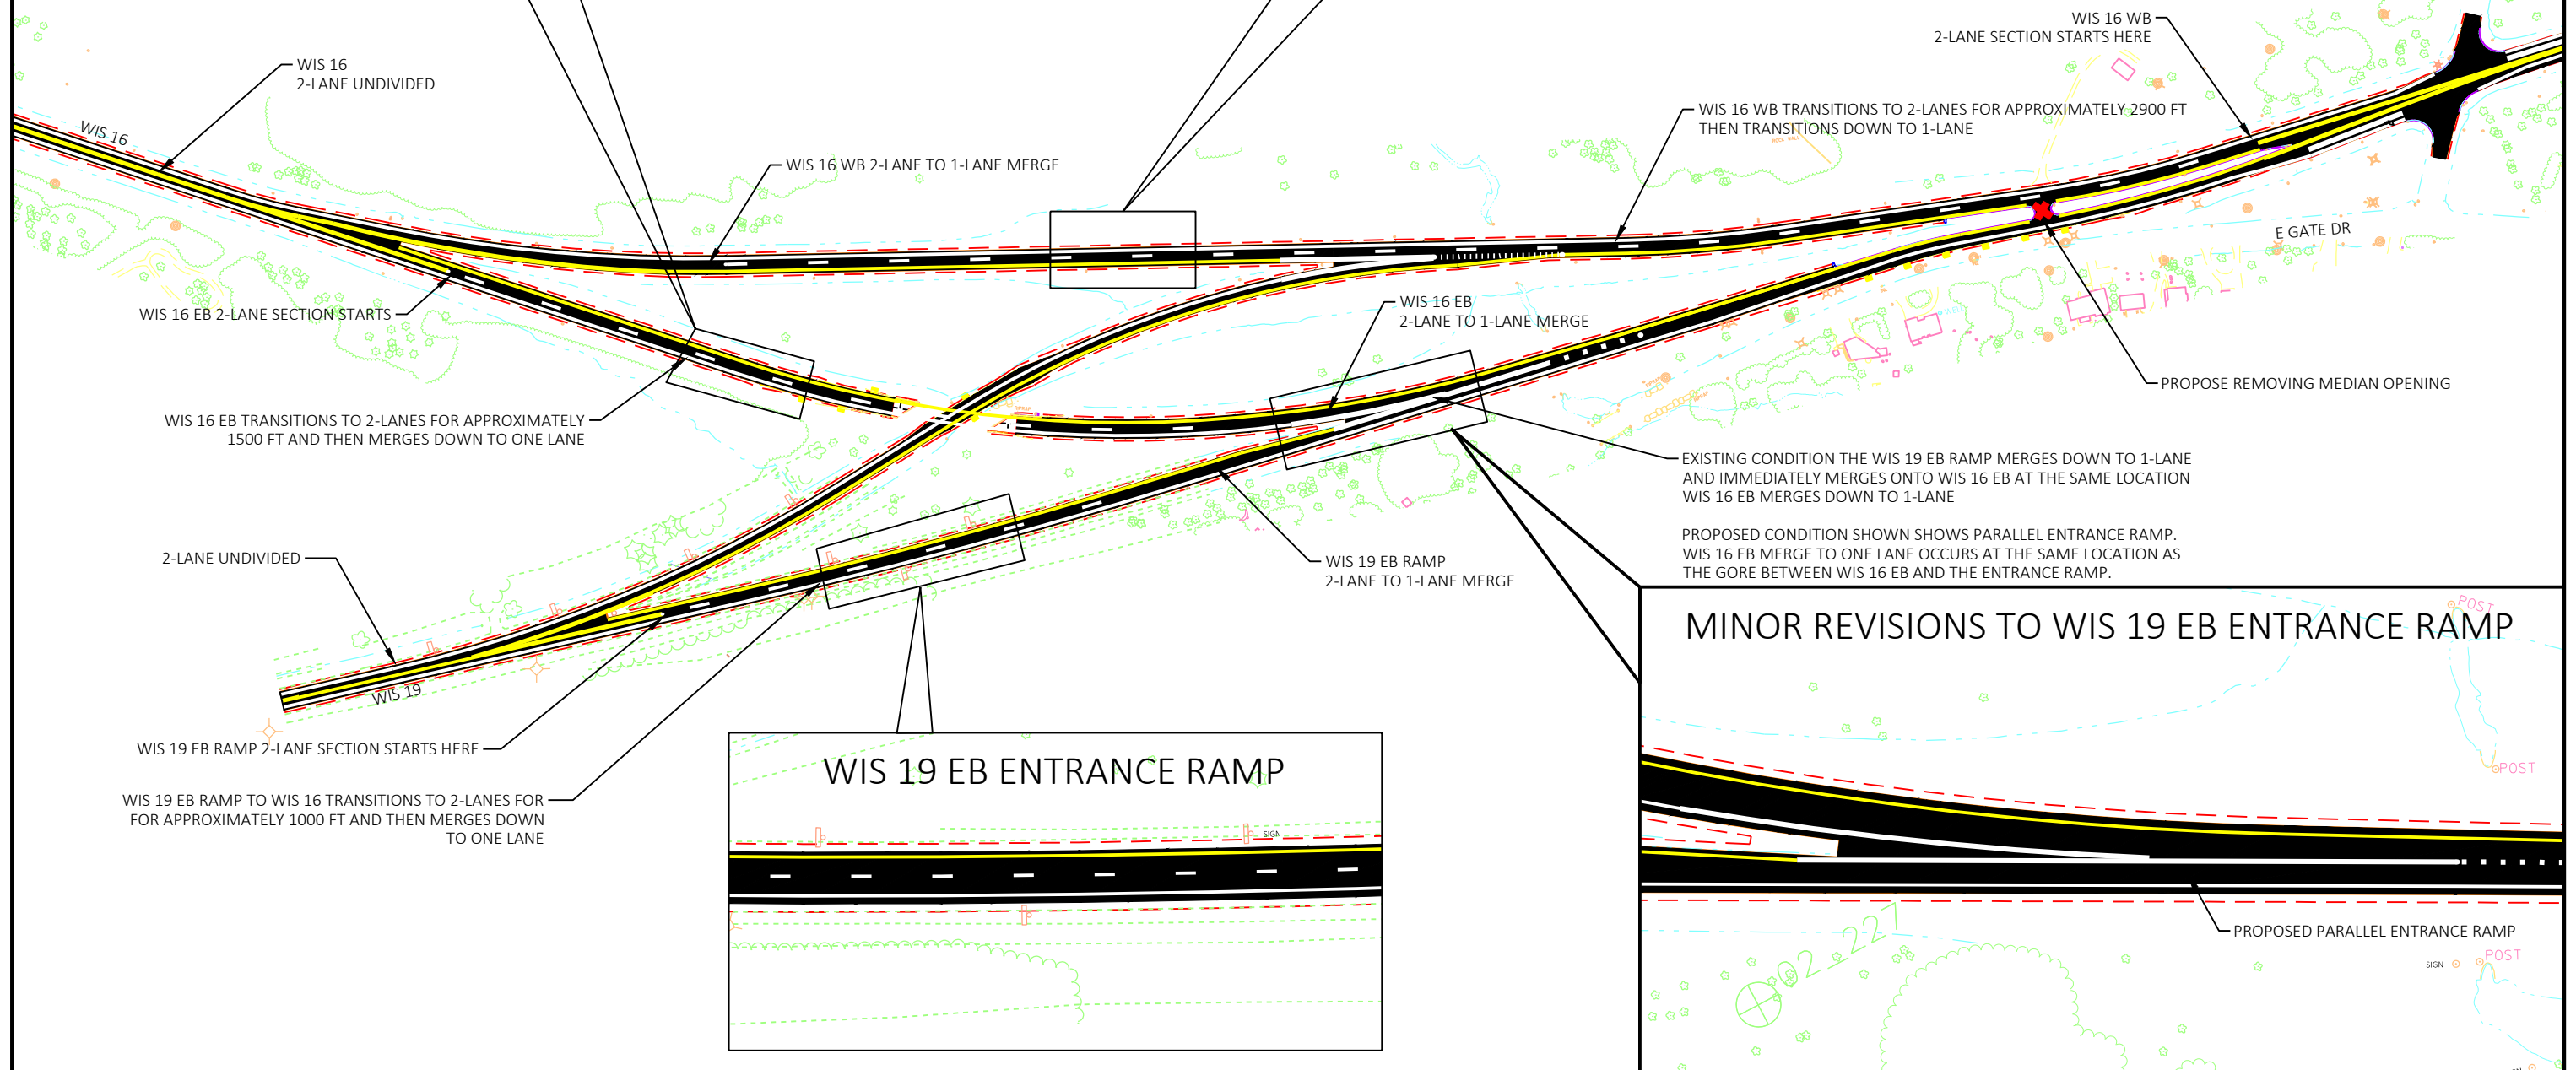 WIS 16 WB
2-LANE SECTION STARTS HERE
WIS 16
2-LANE UNDIVIDED
WIS 16
WIS 16 WB TRANSITIONS TO 2-LANES FOR APPROXIMATELY 2900 FT
THEN TRANSITIONS DOWN TO 1-LANE
WIS 16 WB 2-LANE TO 1-LANE MERGE
E GATE DR
WIS 16 EB 2-LANE SECTION STARTS
WIS 16 EB
2-LANE TO 1-LANE MERGE
PROPOSE REMOVING MEDIAN OPENING
WIS 16 EB TRANSITIONS TO 2-LANES FOR APPROXIMATELY
1500 FT AND THEN MERGES DOWN TO ONE LANE
EXISTING CONDITION THE WIS 19 EB RAMP MERGES DOWN TO 1-LANE
AND IMMEDIATELY MERGES ONTO WIS 16 EB AT THE SAME LOCATION
WIS 16 EB MERGES DOWN TO 1-LANE
PROPOSED CONDITION SHOWN SHOWS PARALLEL ENTRANCE RAMP.
WIS 16 EB MERGE TO ONE LANE OCCURS AT THE SAME LOCATION AS
THE GORE BETWEEN WIS 16 EB AND THE ENTRANCE RAMP.
2-LANE UNDIVIDED
WIS 19 EB RAMP
2-LANE TO 1-LANE MERGE
WIS 19
WIS 19 EB RAMP 2-LANE SECTION STARTS HERE
WIS 19 EB RAMP TO WIS 16 TRANSITIONS TO 2-LANES FOR
FOR APPROXIMATELY 1000 FT AND THEN MERGES DOWN
TO ONE LANE
WIS 19 EB ENTRANCE RAMP
SIGN
MINOR REVISIONS TO WIS 19 EB ENTRANCE RAMP
POST
POST
PROPOSED PARALLEL ENTRANCE RAMP
POST
SIGN